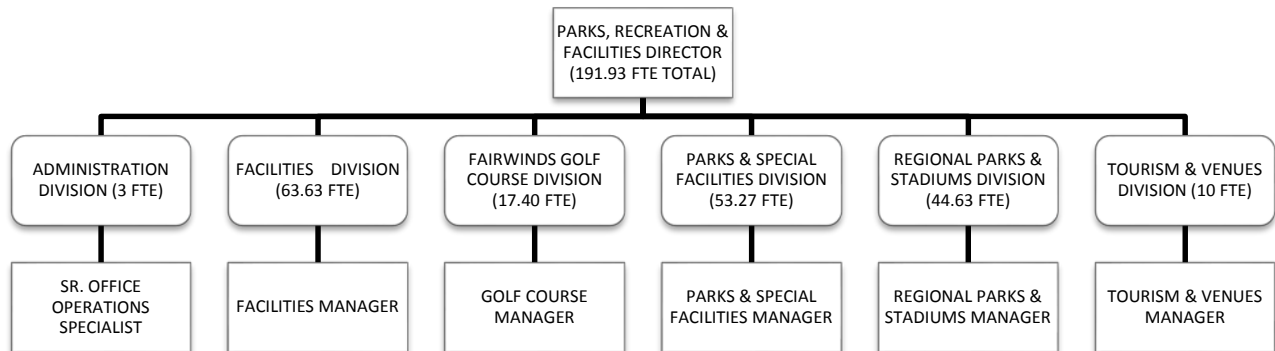 PARKS, RECREATION &
FACILITIES DIRECTOR
(191.93 FTE TOTAL)
ADMINISTRATION
DIVISION (3 FTE)
FACILITIES DIVISION
(63.63 FTE)
FAIRWINDS GOLF
COURSE DIVISION
(17.40 FTE)
PARKS & SPECIAL
FACILITIES DIVISION
(53.27 FTE)
REGIONAL PARKS &
STADIUMS DIVISION
(44.63 FTE)
TOURISM & VENUES
DIVISION (10 FTE)
SR. OFFICE
OPERATIONS
SPECIALIST
FACILITIES MANAGER
GOLF COURSE
MANAGER
PARKS & SPECIAL
FACILITIES MANAGER
REGIONAL PARKS &
STADIUMS MANAGER
TOURISM & VENUES
MANAGER